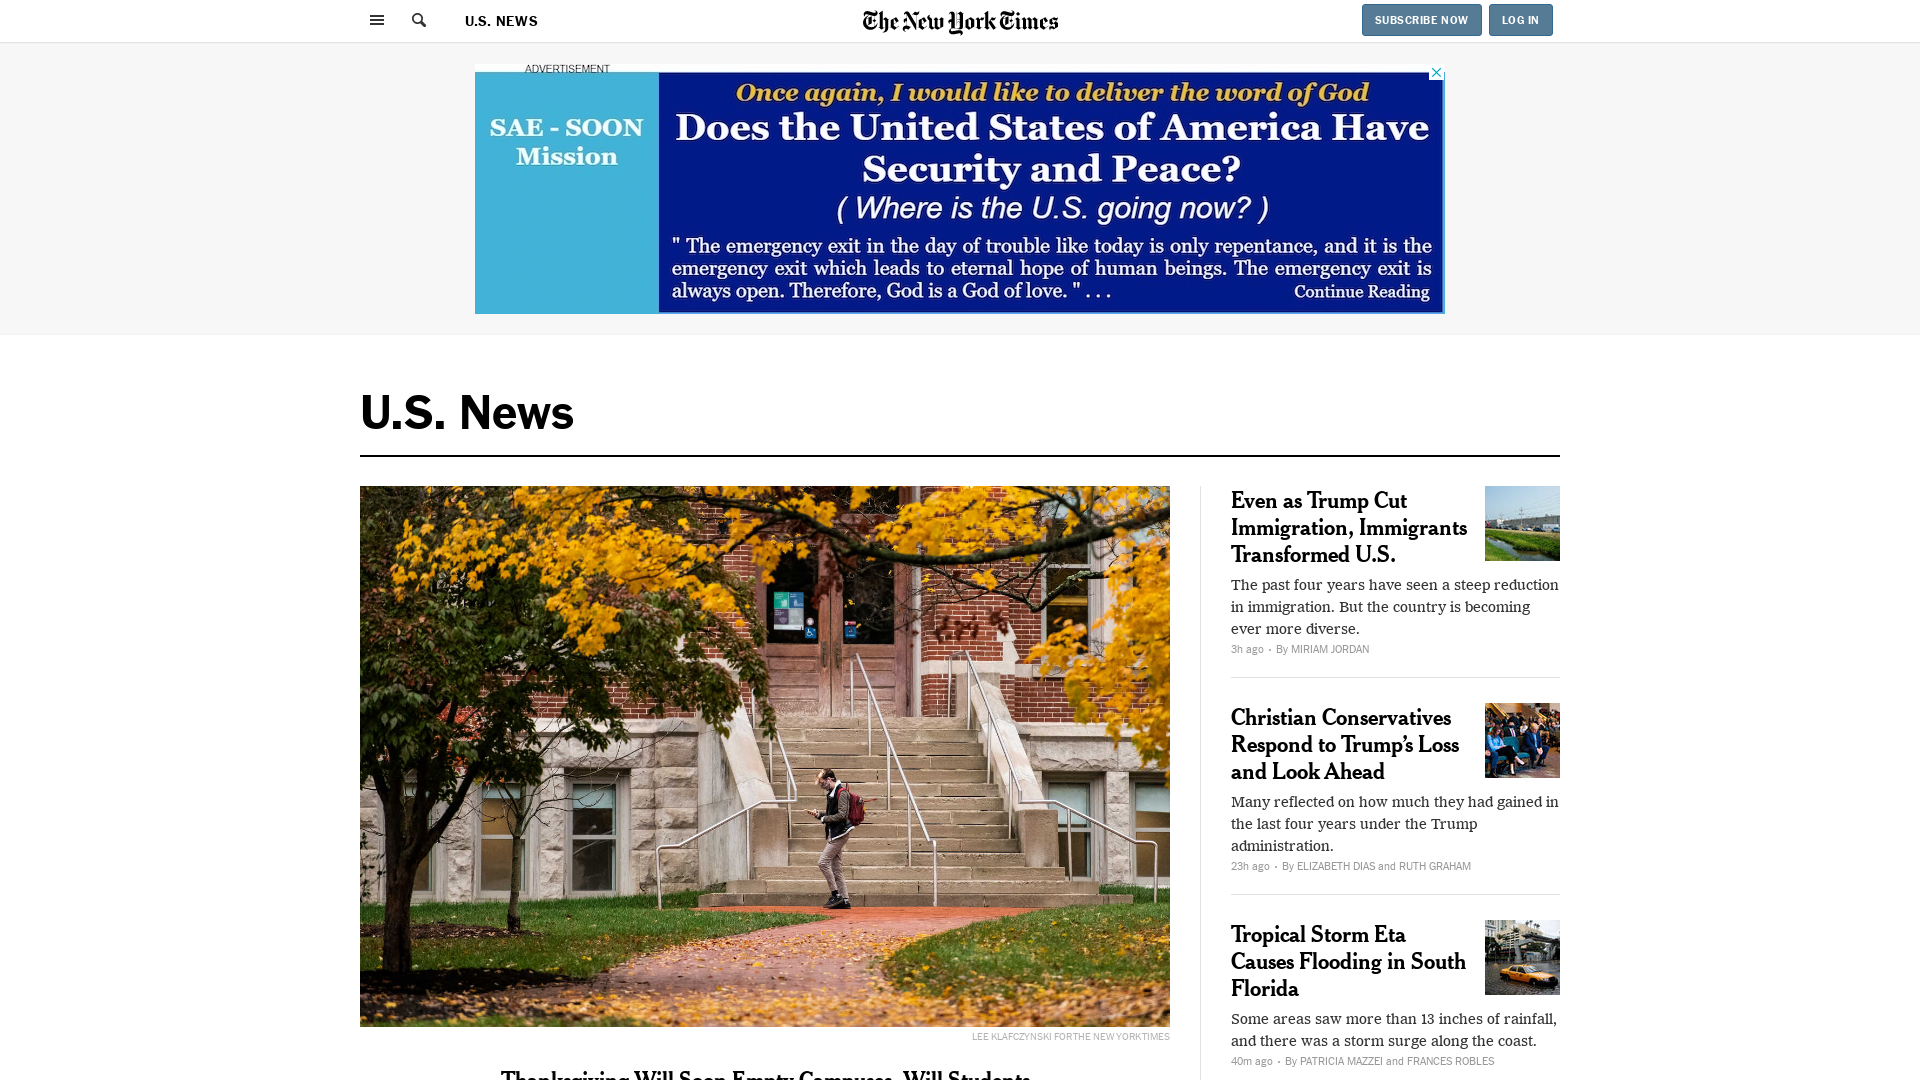 U.S. NEWS
The New York Times
SUBSCRIBE NOW
LOG IN
ADVERTISEMENT
SAE - SOON
Mission
Once again, I would like to deliver the word of God
Does the United States of America Have
Security and Peace?
( Where is the U.S. going now? )
" The emergency exit in the day of trouble like today is only repentance, and it is the
emergency exit which leads to eternal hope of human beings. The emergency exit is
always open. Therefore, God is a God of love. " . . .
Continue Reading
U.S. News
LEE KLAFCZYNSKI FOR THE NEW YORK TIMES
Thanksgiving Will Soon Empty Campuses. Will Students
Even as Trump Cut
Immigration, Immigrants
Transformed U.S.
The past four years have seen a steep reduction
in immigration. But the country is becoming
ever more diverse.
3h ago • By MIRIAM JORDAN
Christian Conservatives
Respond to Trump’s Loss
and Look Ahead
Many reflected on how much they had gained in
the last four years under the Trump
administration.
23h ago • By ELIZABETH DIAS and RUTH GRAHAM
Tropical Storm Eta
Causes Flooding in South
Florida
Some areas saw more than 13 inches of rainfall,
and there was a storm surge along the coast.
40m ago • By PATRICIA MAZZEI and FRANCES ROBLES